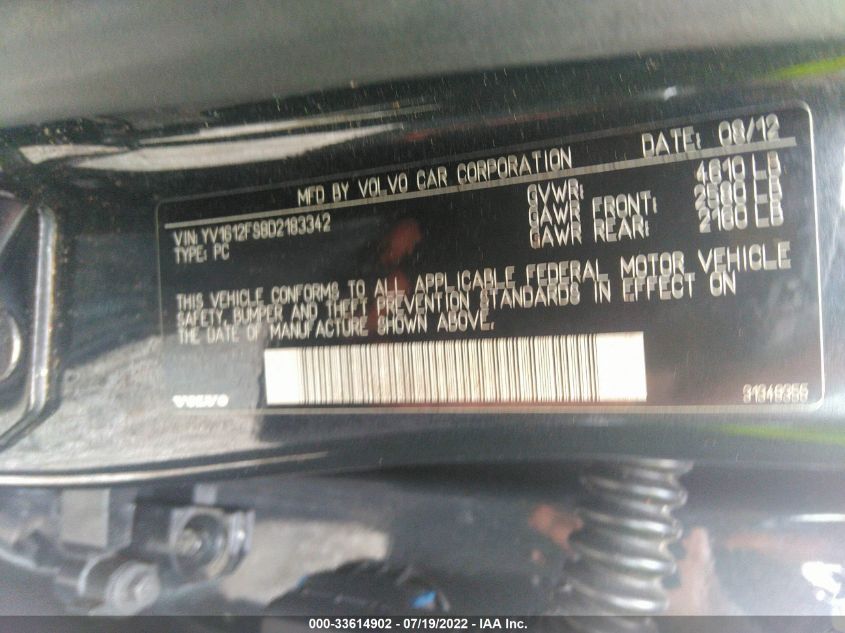 MFD BY VOLVO CAR CORPORATION DATE: 08/12
VIN: YV1612FS8D2183342
TYPE: PC
GVWR: 4610 LB
GAWR FRONT: 2580 LB
GAWR REAR: 2160 LB
THIS VEHICLE CONFORMS TO ALL APPLICABLE FEDERAL MOTOR VEHICLE
SAFETY, BUMPER AND THEFT PREVENTION STANDARDS IN EFFECT ON
THE DATE OF MANUFACTURE SHOWN ABOVE.
VOLVO
31349355
000-33614902 - 07/19/2022 - IAA Inc.